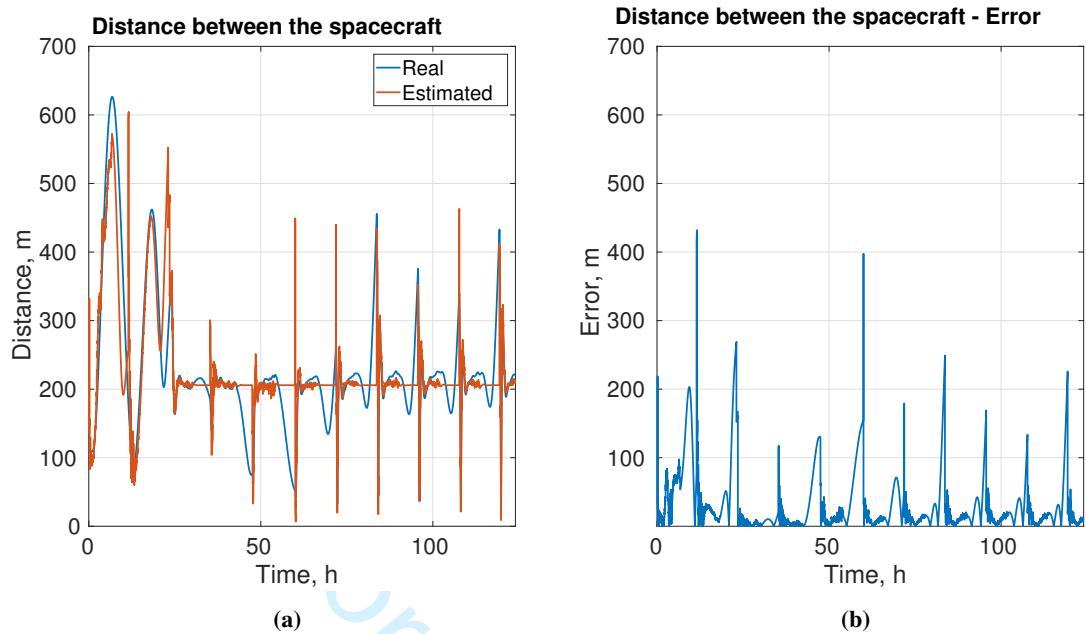 Distance between the spacecraft
700
600
500
400
300
200
100
0
Distance, m
Real
Estimated
0
50
100
Time, h
(a)
Distance between the spacecraft - Error
700
600
500
400
300
200
100
Error, m
0
50
100
Time, h
(b)